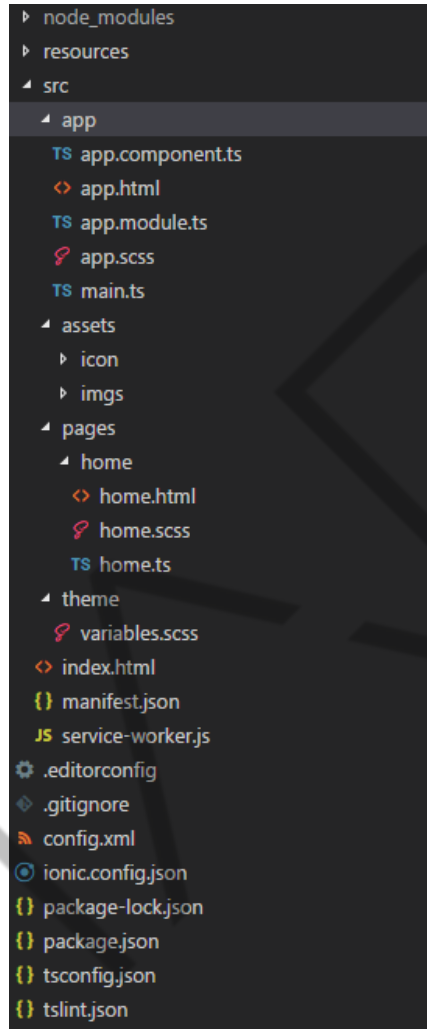 node_modules
resources
src
app
TS app.component.ts
<> app.html
TS app.module.ts
app.scss
TS main.ts
assets
icon
imgs
pages
home
<> home.html
home.scss
TS home.ts
theme
variables.scss
<> index.html
{} manifest.json
JS service-worker.js
.editorconfig
.gitignore
config.xml
ionic.config.json
{} package-lock.json
{} package.json
{} tsconfig.json
{} tslint.json